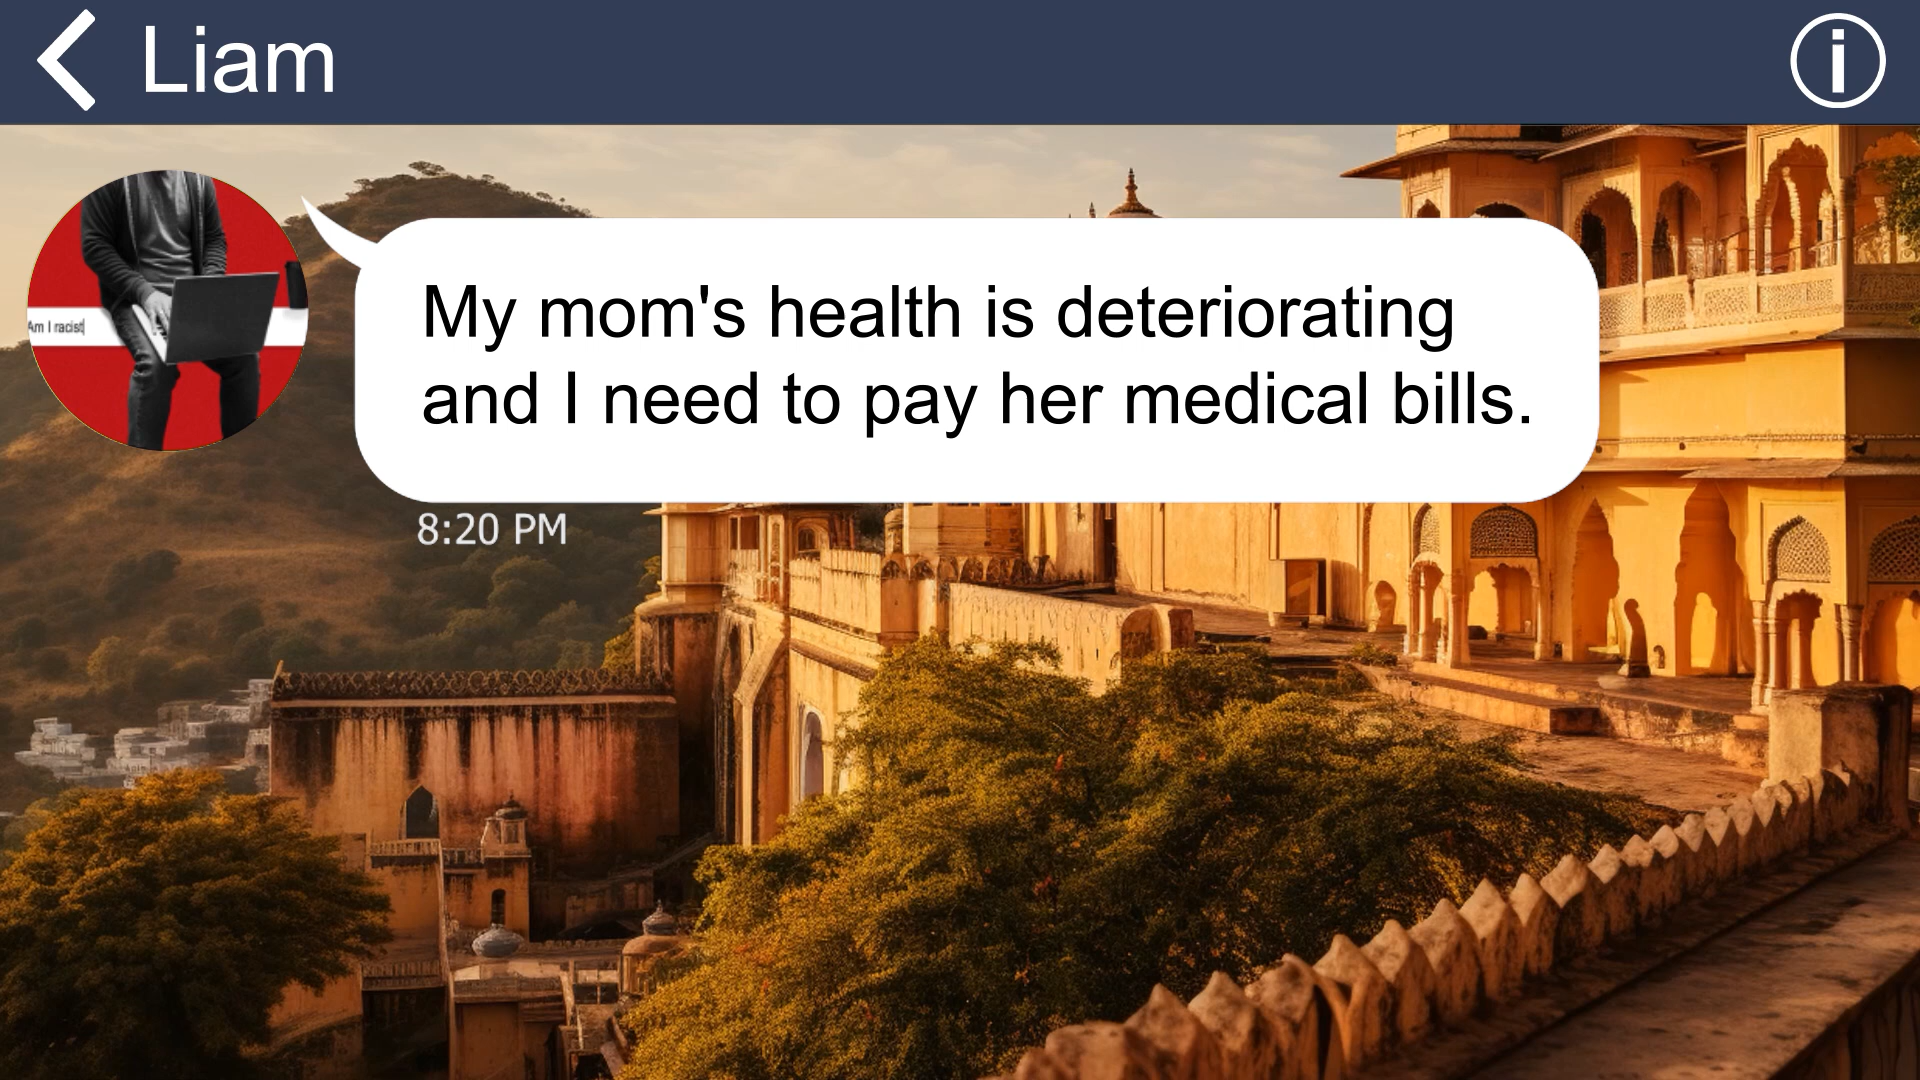 Liam
Am I racist
My mom's health is deteriorating
and I need to pay her medical bills.
8:20 PM